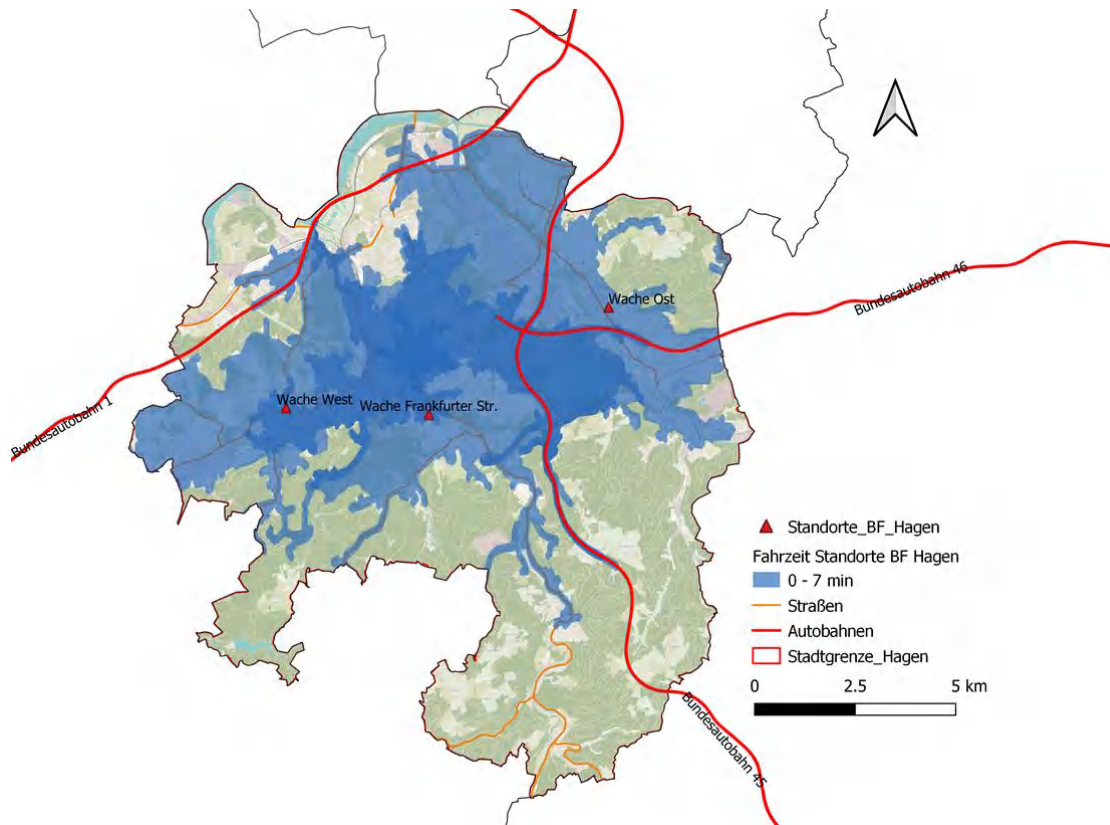 Bundesautobahn 46
Wache Ost
Wache West
Wache Frankfurter Str.
Bundesautobahn 1
Standorte_BF_Hagen
Fahrzeit Standorte BF Hagen
0 - 7 min
Straßen
Autobahnen
Stadtgrenze_Hagen
0 2.5 5 km
Bundesautobahn 45